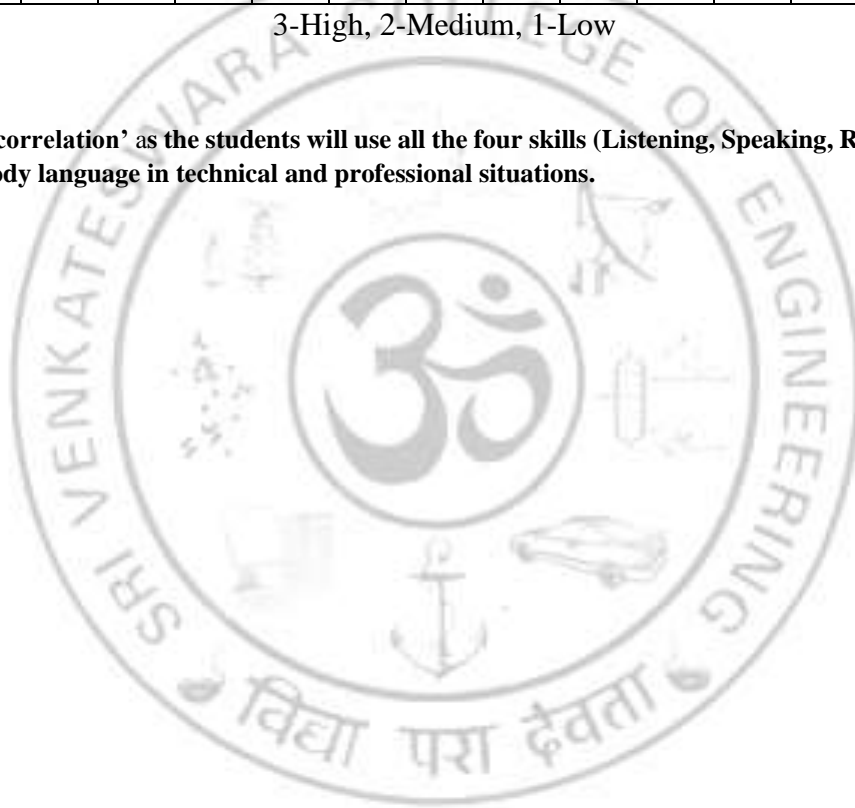 3-High, 2-Medium, 1-Low
correlation’ as the students will use all the four skills (Listening, Speaking, R
ody language in technical and professional situations.
SRI VENKATESWARA COLLEGE OF ENGINEERING
ॐ
विद्या परा देवता